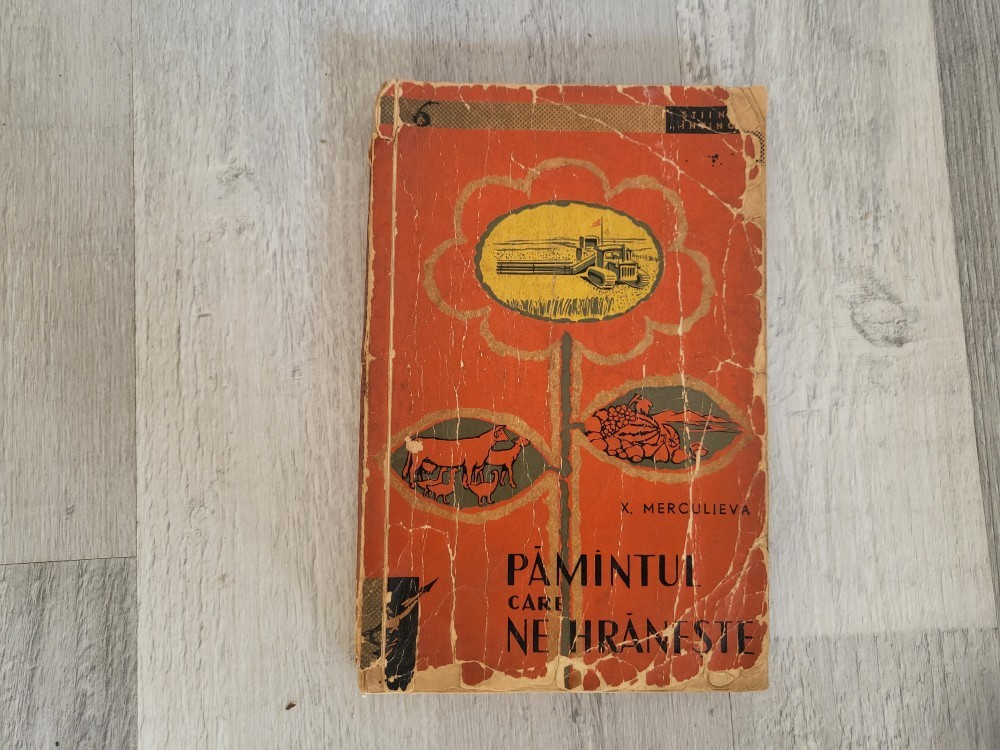 6
X. MERCULIEVA
PĂMÎNTUL
CARE
NE HRĂNEȘTE